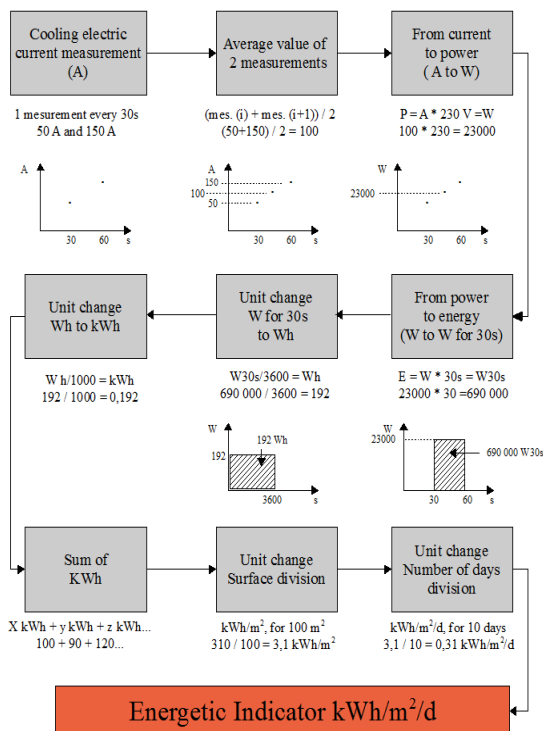 Cooling electric
current measurement
(A)
Average value of
2 measurements
From current
to power
( A to W)
1 mesurement every 30s
50 A and 150 A
(mes. (i) + mes. (i+1)) / 2
(50+150) / 2 = 100
P = A * 230 V =W
100 * 230 = 23000
A
30
60
s
A
150
100
50
30
60
s
W
23000
30
60
s
Unit change
Wh to kWh
Unit change
W for 30s
to Wh
From power
to energy
(W to W for 30s)
W h/1000 = kWh
192 / 1000 = 0,192
W30s/3600 = Wh
690 000 / 3600 = 192
E = W * 30s = W30s
23000 * 30 =690 000
W
192
192 Wh
3600
s
W
23000
690 000 W30s
30
60
s
Sum of
KWh
Unit change
Surface division
Unit change
Number of days
division
X kWh + y kWh + z kWh...
100 + 90 + 120...
kWh/m², for 100 m²
310 / 100 = 3,1 kWh/m²
kWh/m²/d, for 10 days
3,1 / 10 = 0,31 kWh/m²/d
Energetic Indicator kWh/m²/d